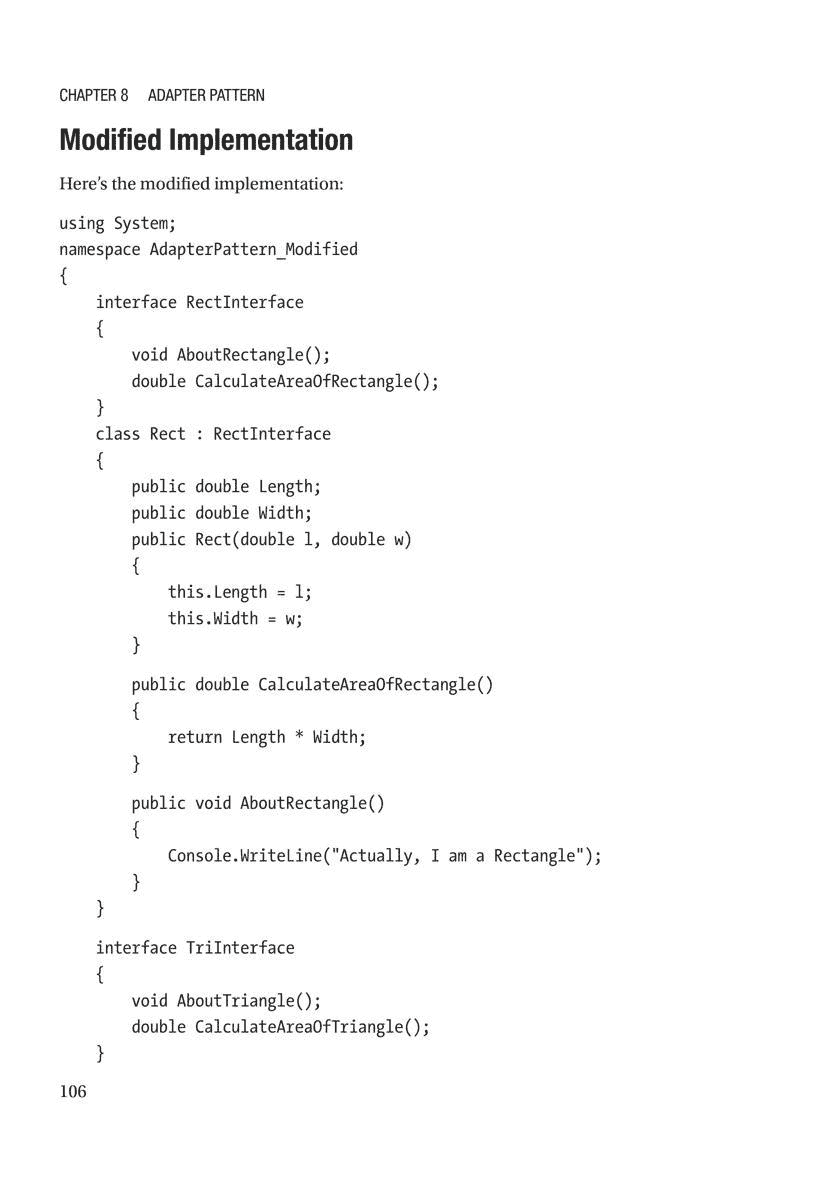 CHAPTER 8 ADAPTER PATTERN
Modified Implementation
Here’s the modified implementation:
using System;
namespace AdapterPattern_Modified
{
    interface RectInterface
    {
        void AboutRectangle();
        double CalculateAreaOfRectangle();
    }
    class Rect : RectInterface
    {
        public double Length;
        public double Width;
        public Rect(double l, double w)
        {
            this.Length = l;
            this.Width = w;
        }
        public double CalculateAreaOfRectangle()
        {
            return Length * Width;
        }
        public void AboutRectangle()
        {
            Console.WriteLine("Actually, I am a Rectangle");
        }
    }
    interface TriInterface
    {
        void AboutTriangle();
        double CalculateAreaOfTriangle();
    }
106